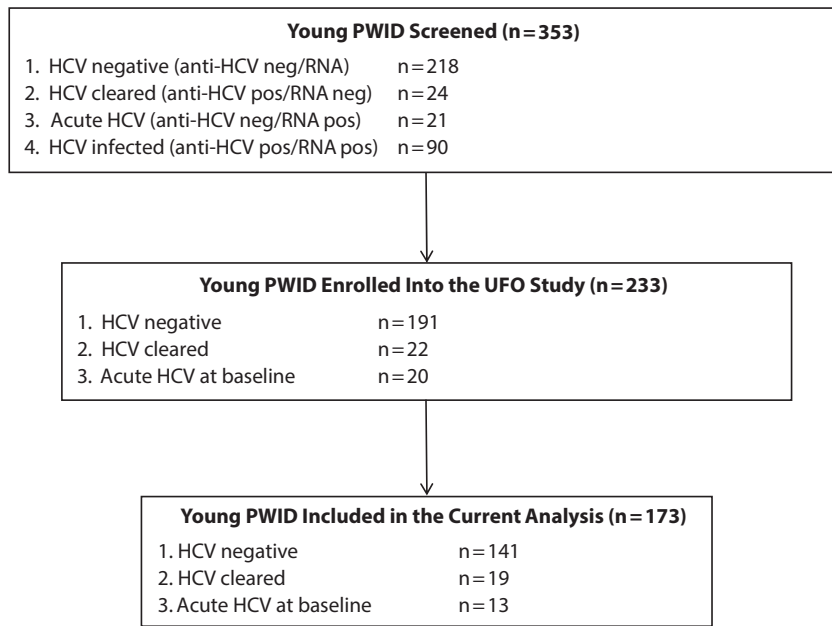 Young PWID Screened (n=353)
1. HCV negative (anti-HCV neg/RNA) n=218
2. HCV cleared (anti-HCV pos/RNA neg) n=24
3. Acute HCV (anti-HCV neg/RNA pos) n=21
4. HCV infected (anti-HCV pos/RNA pos) n=90
Young PWID Enrolled Into the UFO Study (n=233)
1. HCV negative n=191
2. HCV cleared n=22
3. Acute HCV at baseline n=20
Young PWID Included in the Current Analysis (n=173)
1. HCV negative n=141
2. HCV cleared n=19
3. Acute HCV at baseline n=13